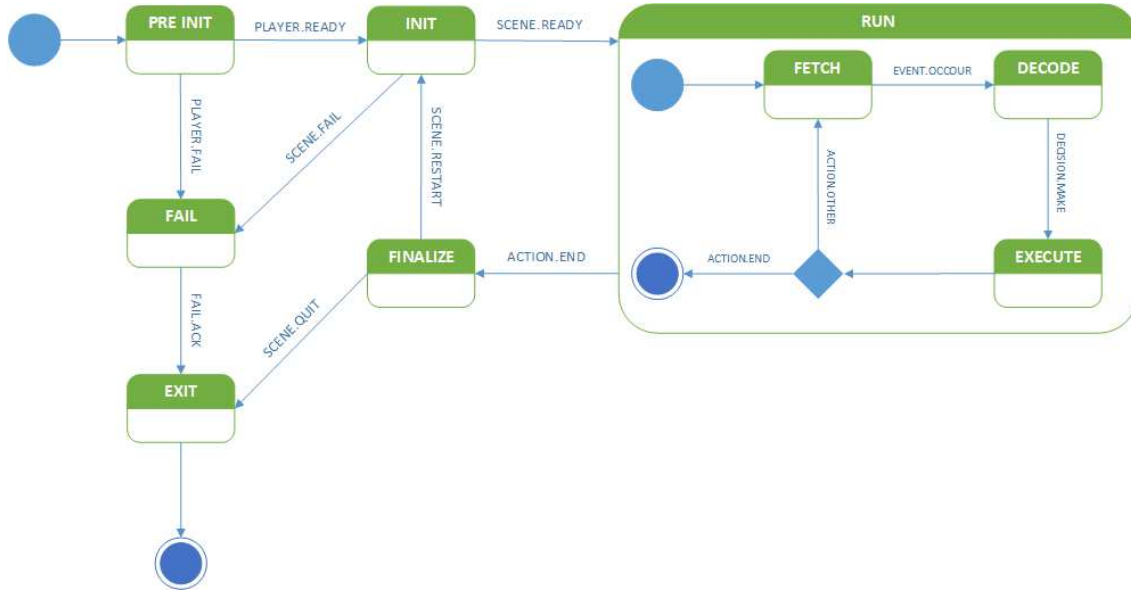 RUN
PRE INIT
PLAYER.READY
INIT
SCENE.READY
FETCH
EVENT.OCCOUR
DECODE
PLAYER.FAIL
SCENE.FAIL
SCENE.RESTART
ACTION.OTHER
DECISION.MAKE
FAIL
FINALIZE
ACTION.END
ACTION.END
EXECUTE
FAIL.ACK
SCENE.QUIT
EXIT